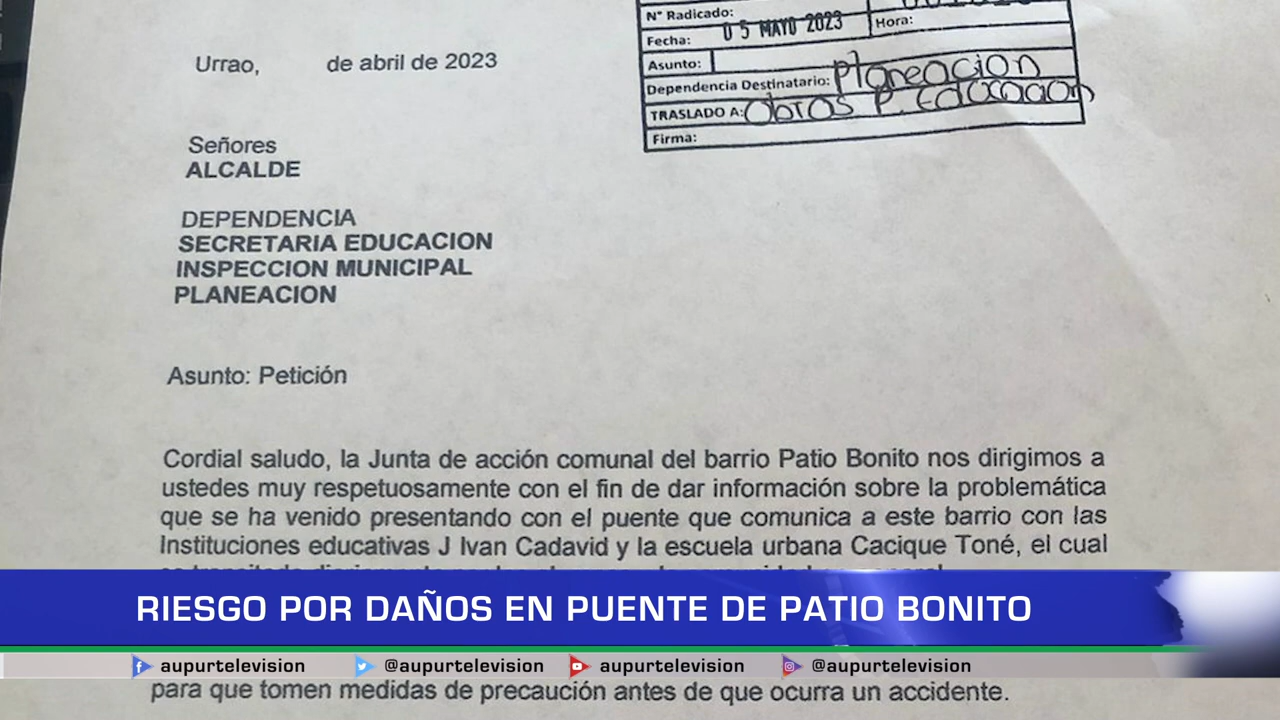 N° Radicado:
Fecha: 05 MAYO 2023 Hora:
Asunto:
Dependencia Destinatario: Planeacion
TRASLADO A: Obras P. Educacion
Firma:
Urrao, de abril de 2023
Señores
ALCALDE
DEPENDENCIA
SECRETARIA EDUCACION
INSPECCION MUNICIPAL
PLANEACION
Asunto: Petición
Cordial saludo, la Junta de acción comunal del barrio Patio Bonito nos dirigimos a
ustedes muy respetuosamente con el fin de dar información sobre la problemática
que se ha venido presentando con el puente que comunica a este barrio con las
Instituciones educativas J Ivan Cadavid y la escuela urbana Cacique Toné, el cual
RIESGO POR DAÑOS EN PUENTE DE PATIO BONITO
aupurtelevision @aupurtelevision aupurtelevision @aupurtelevision
para que tomen medidas de precaución antes de que ocurra un accidente.